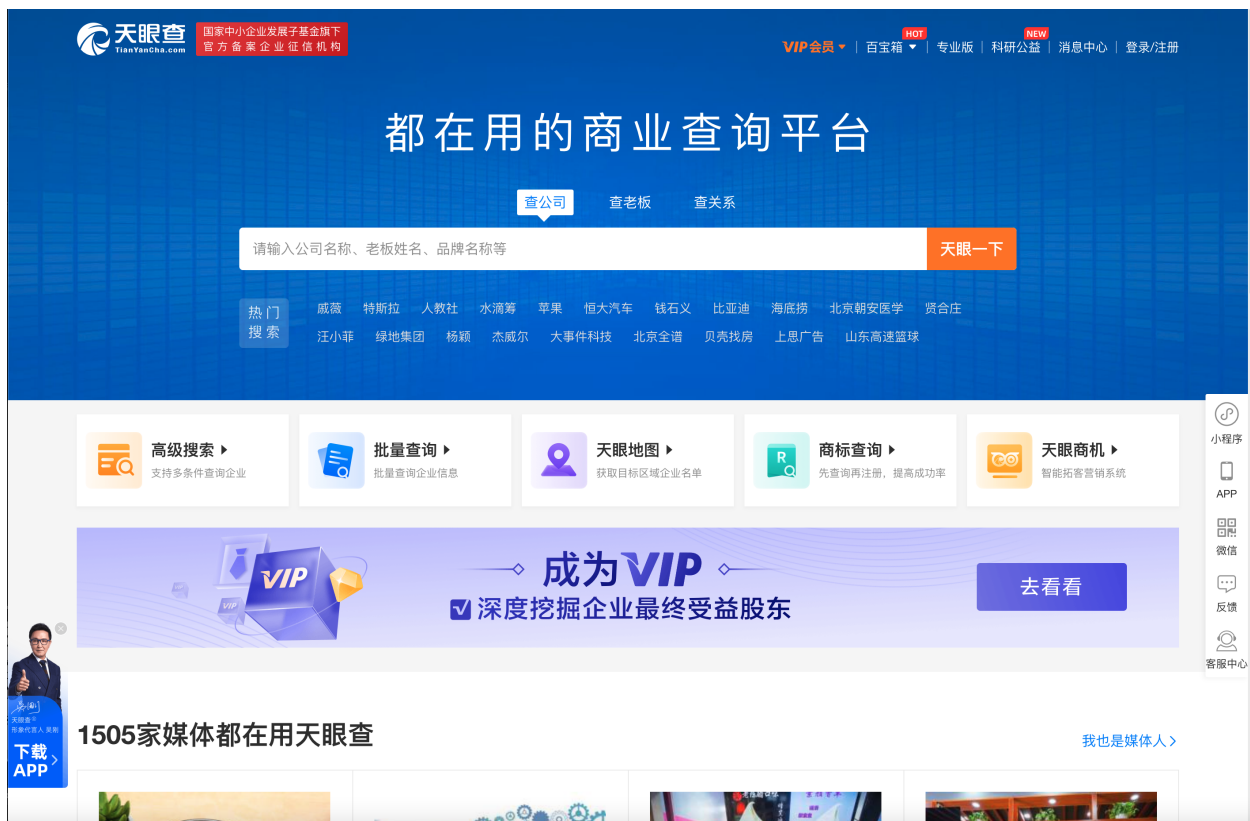 天眼查
TianYanCha.com
国家中小企业发展子基金旗下
官方备案企业征信机构
VIP会员
百宝箱
HOT
专业版
科研公益
NEW
消息中心
登录/注册
都在用的商业查询平台
查公司 查老板 查关系
请输入公司名称、老板姓名、品牌名称等
天眼一下
热门
搜索
戚薇 特斯拉 人教社 水滴筹 苹果 恒大汽车 钱石义 比亚迪 海底捞 北京朝安医学 贤合庄
汪小菲 绿地集团 杨颖 杰威尔 大事件科技 北京全谱 贝壳找房 上思广告 山东高速篮球
高级搜索
支持多条件查询企业
批量查询
批量查询企业信息
天眼地图
获取目标区域企业名单
R
商标查询
先查询再注册，提高成功率
天眼商机
智能拓客营销系统
小程序
APP
微信
反馈
客服中心
VIP
VIP
成为VIP
深度挖掘企业最终受益股东
去看看
天眼查
形象代言人 吴刚
下载
APP
1505家媒体都在用天眼查
我也是媒体人